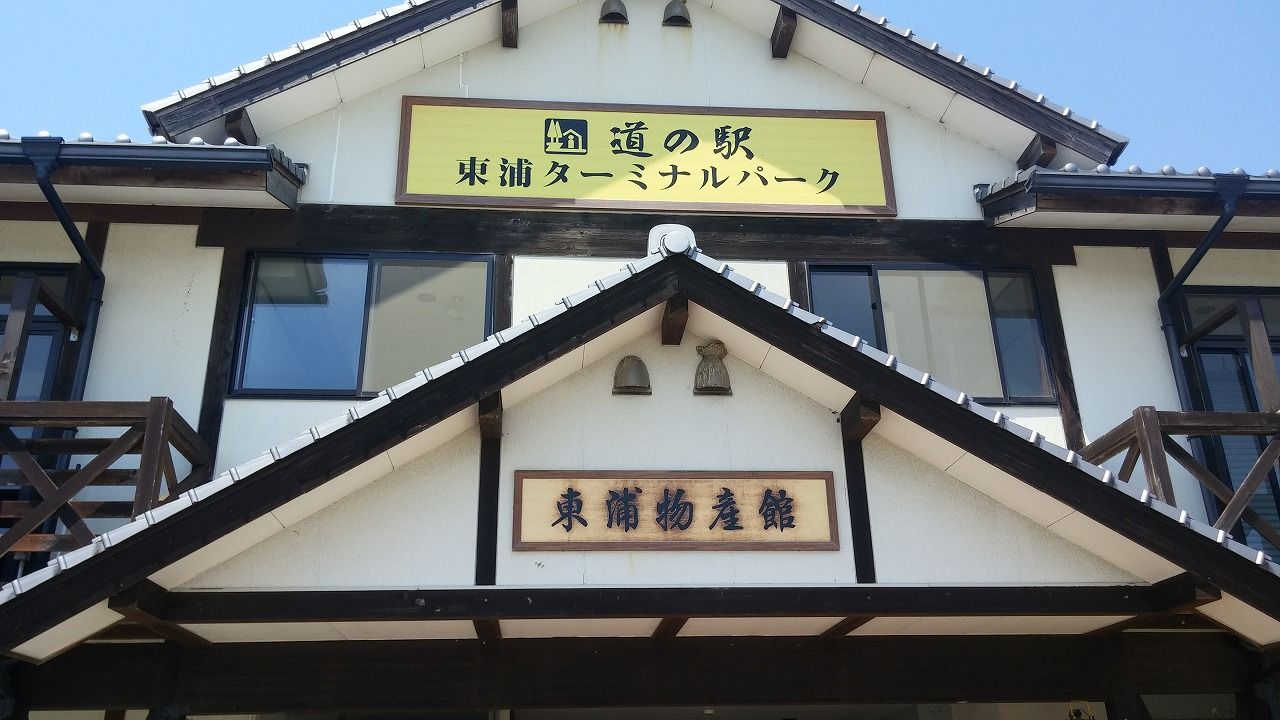 道の駅
東浦ターミナルパーク
東浦物産館